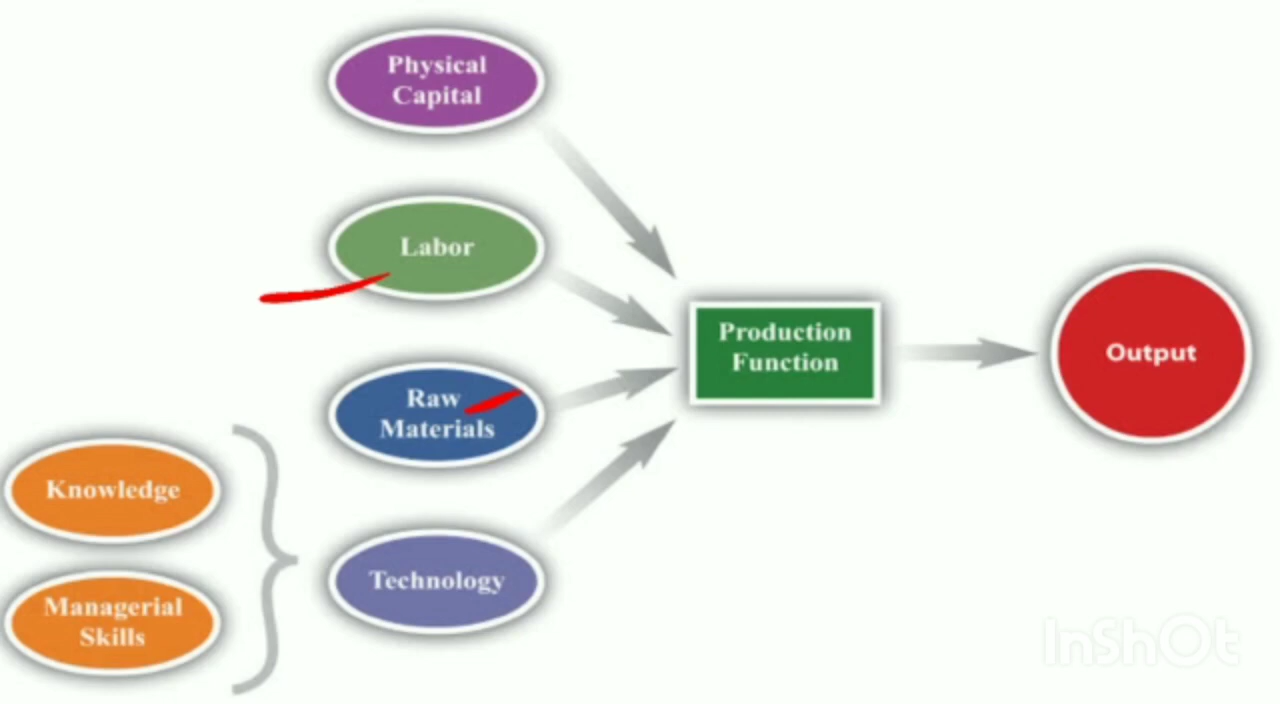 Physical
Capital
Labor
Raw
Materials
Technology
Knowledge
Managerial
Skills
Production
Function
Output
InShOt